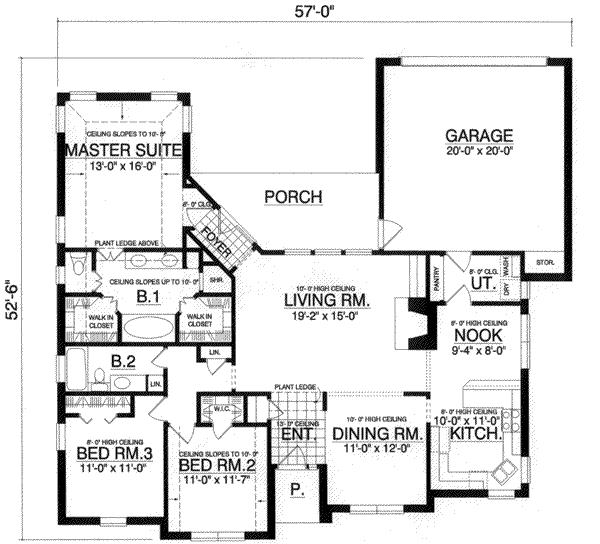 57'-0"
52'-6"
CEILING SLOPES TO 10'-0"
MASTER SUITE
13'-0" x 16'-0"
GARAGE
20'-0" x 20'-0"
PORCH
8'-0" CLG.
FOYER
PLANT LEDGE ABOVE
CEILING SLOPES UP TO 10'-0"
SHR.
B.1
WALK IN
CLOSET
WALK IN
CLOSET
10'-0" HIGH CEILING
LIVING RM.
19'-2" x 15'-0"
PANTRY
8'-0" CLG.
UT.
WASH
DRY
STOR.
8'-0" HIGH CEILING
NOOK
9'-4" x 8'-0"
B.2
LIN.
LIN.
W.I.C.
PLANT LEDGE
13'-0" CEILING
ENT.
10'-0" HIGH CEILING
DINING RM.
11'-0" x 12'-0"
8'-0" HIGH CEILING
10'-0" x 11'-0"
KITCH.
8'-0" HIGH CEILING
BED RM.3
11'-0" x 11'-0"
CEILING SLOPES TO 10'-0"
BED RM.2
11'-0" x 11'-7"
P.